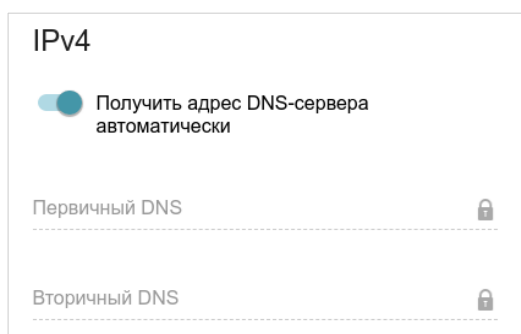 IPv4
Получить адрес DNS-сервера
автоматически
Первичный DNS
Вторичный DNS